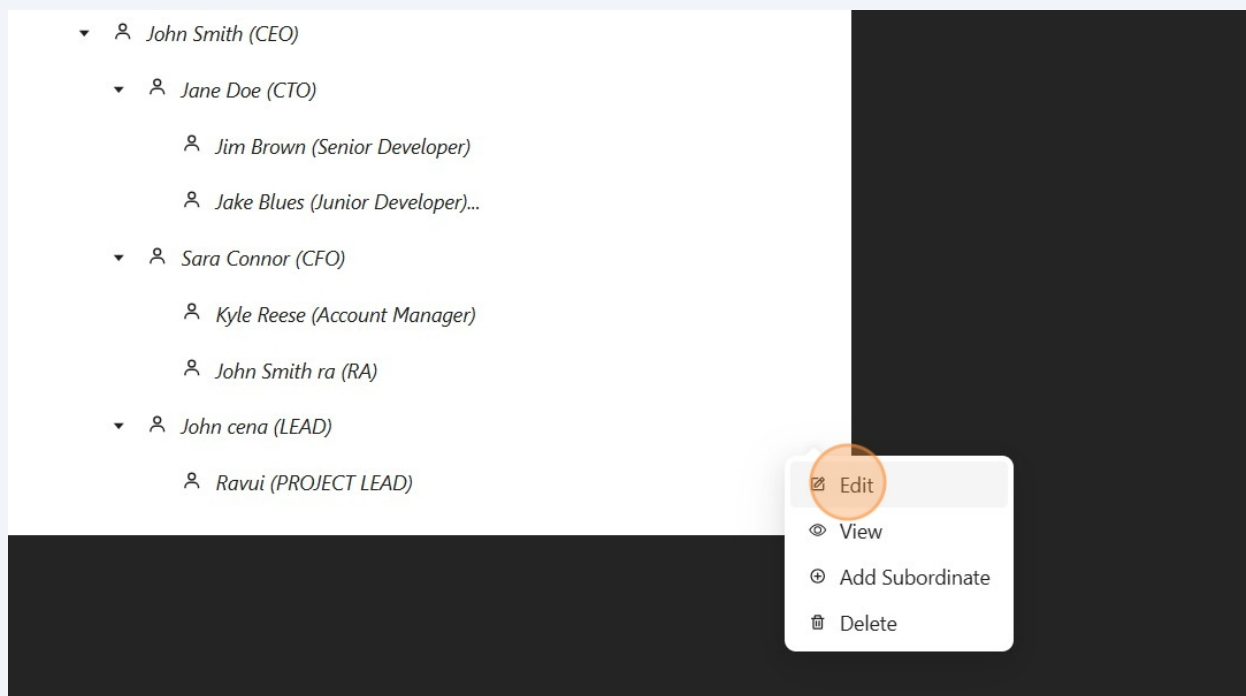 John Smith (CEO)
Jane Doe (CTO)
Jim Brown (Senior Developer)
Jake Blues (Junior Developer)...
Sara Connor (CFO)
Kyle Reese (Account Manager)
John Smith ra (RA)
John cena (LEAD)
Ravui (PROJECT LEAD)
Edit
View
Add Subordinate
Delete